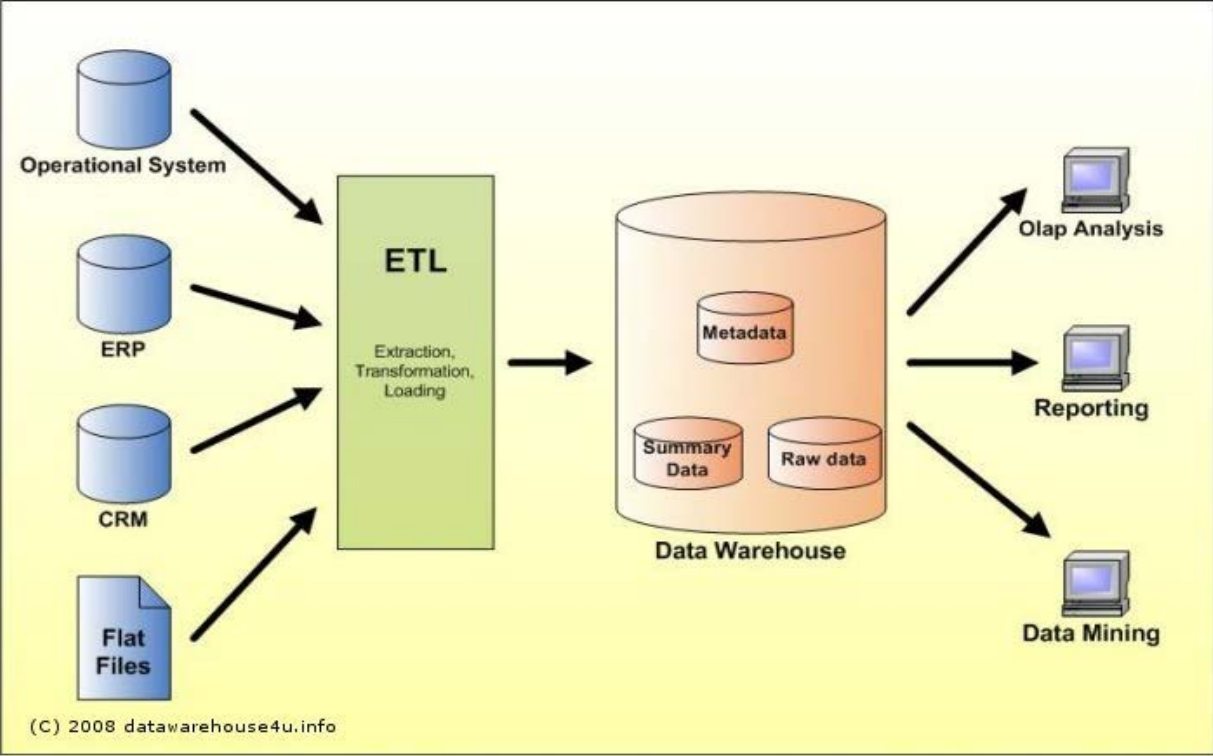 Operational System
ERP
CRM
Flat
Files
ETL
Extraction,
Transformation,
Loading
Metadata
Summary
Data
Raw data
Data Warehouse
Olap Analysis
Reporting
Data Mining
(C) 2008 datawarehouse4u.info